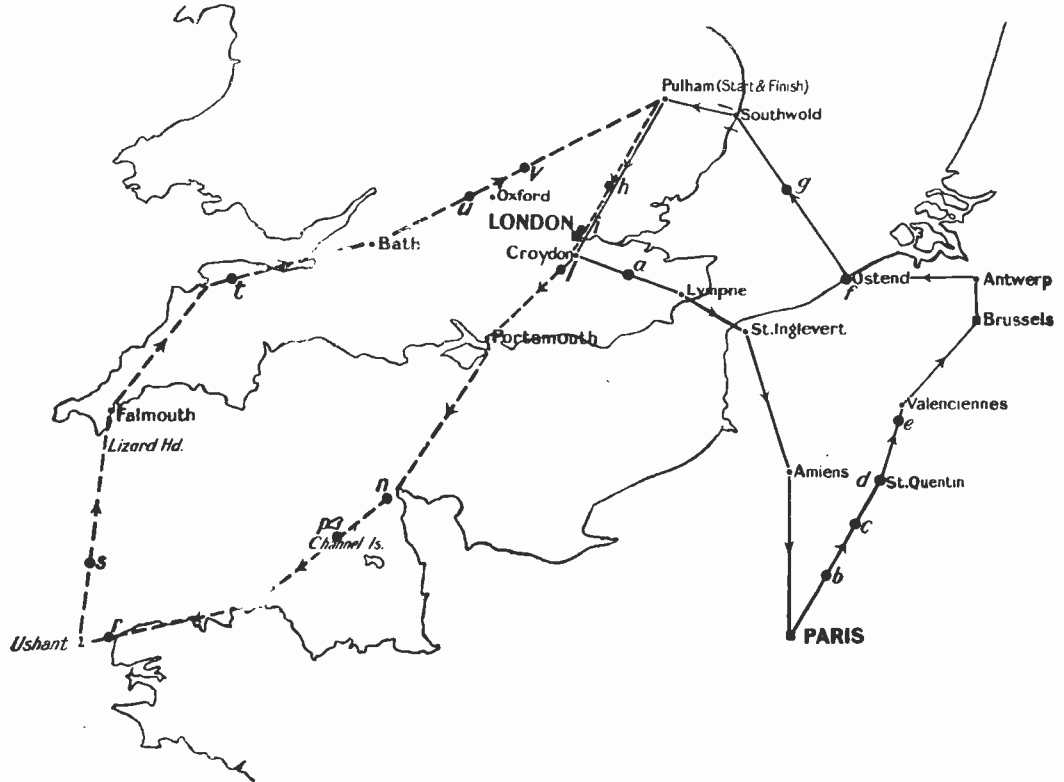 Pulham (Start & Finish)
Southwold
v
h
g
u
Oxford
LONDON
Bath
Croydon
a
t
Lympne
f
Ostend
Antwerp
St.Inglevert.
Brussels
Portsmouth
Falmouth
Lizard Hd.
Valenciennes
e
Amiens
d
St.Quentin
n
p
c
Channel Is.
s
b
r
Ushant
PARIS